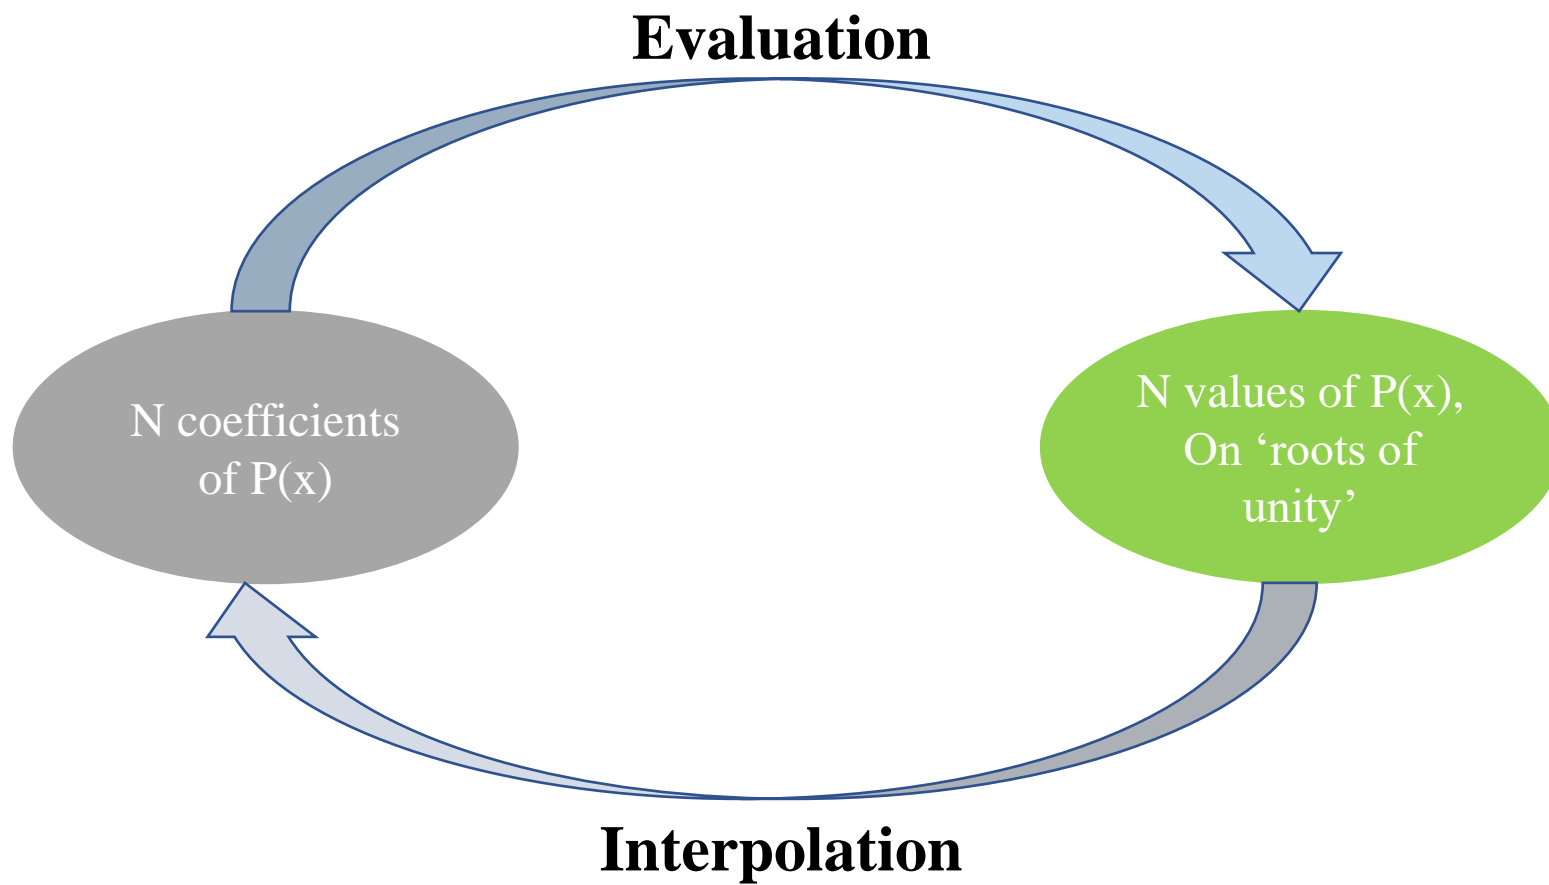 Evaluation
N coefficients
of P(x)
N values of P(x),
On ‘roots of
unity’
Interpolation